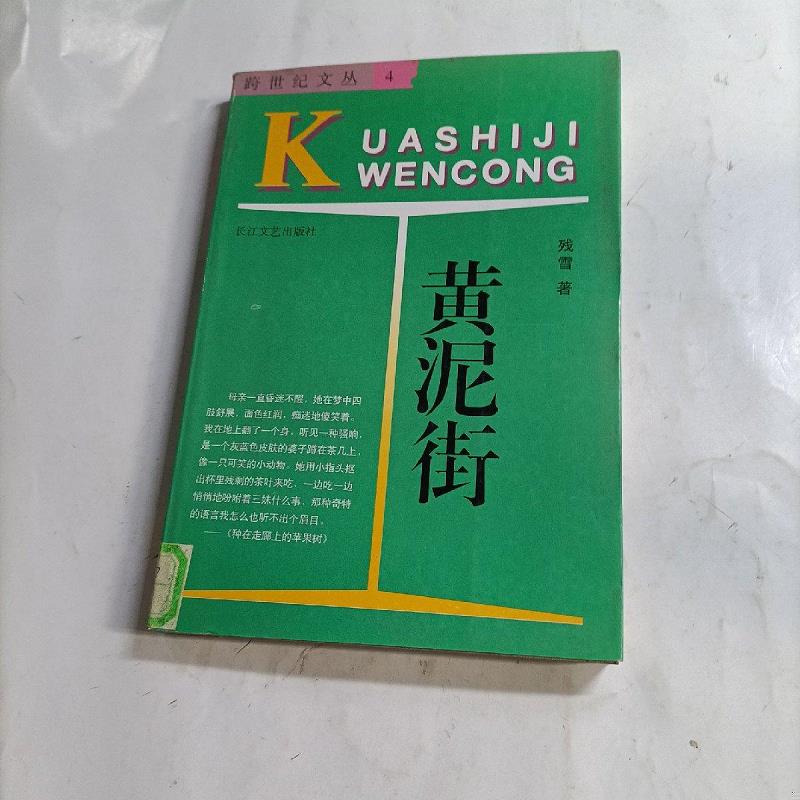 跨世纪文丛 4
KUASHIJI
WENCONG
长江文艺出版社
残雪 著
黄泥街
母亲一直昏迷不醒，她在梦中四
肢舒展，面色红润，痴迷地傻笑着。
我在地上翻了一个身，听见一种骚响，
是一个灰蓝色皮肤的婆子蹲在茶几上，
像一只可笑的小动物。她用小指头抠
出杯里残剩的茶叶来吃，一边吃一边
悄悄地吩咐着三妹什么事，那种奇特
的语言我怎么也听不出个眉目。
——《种在走廊上的苹果树》